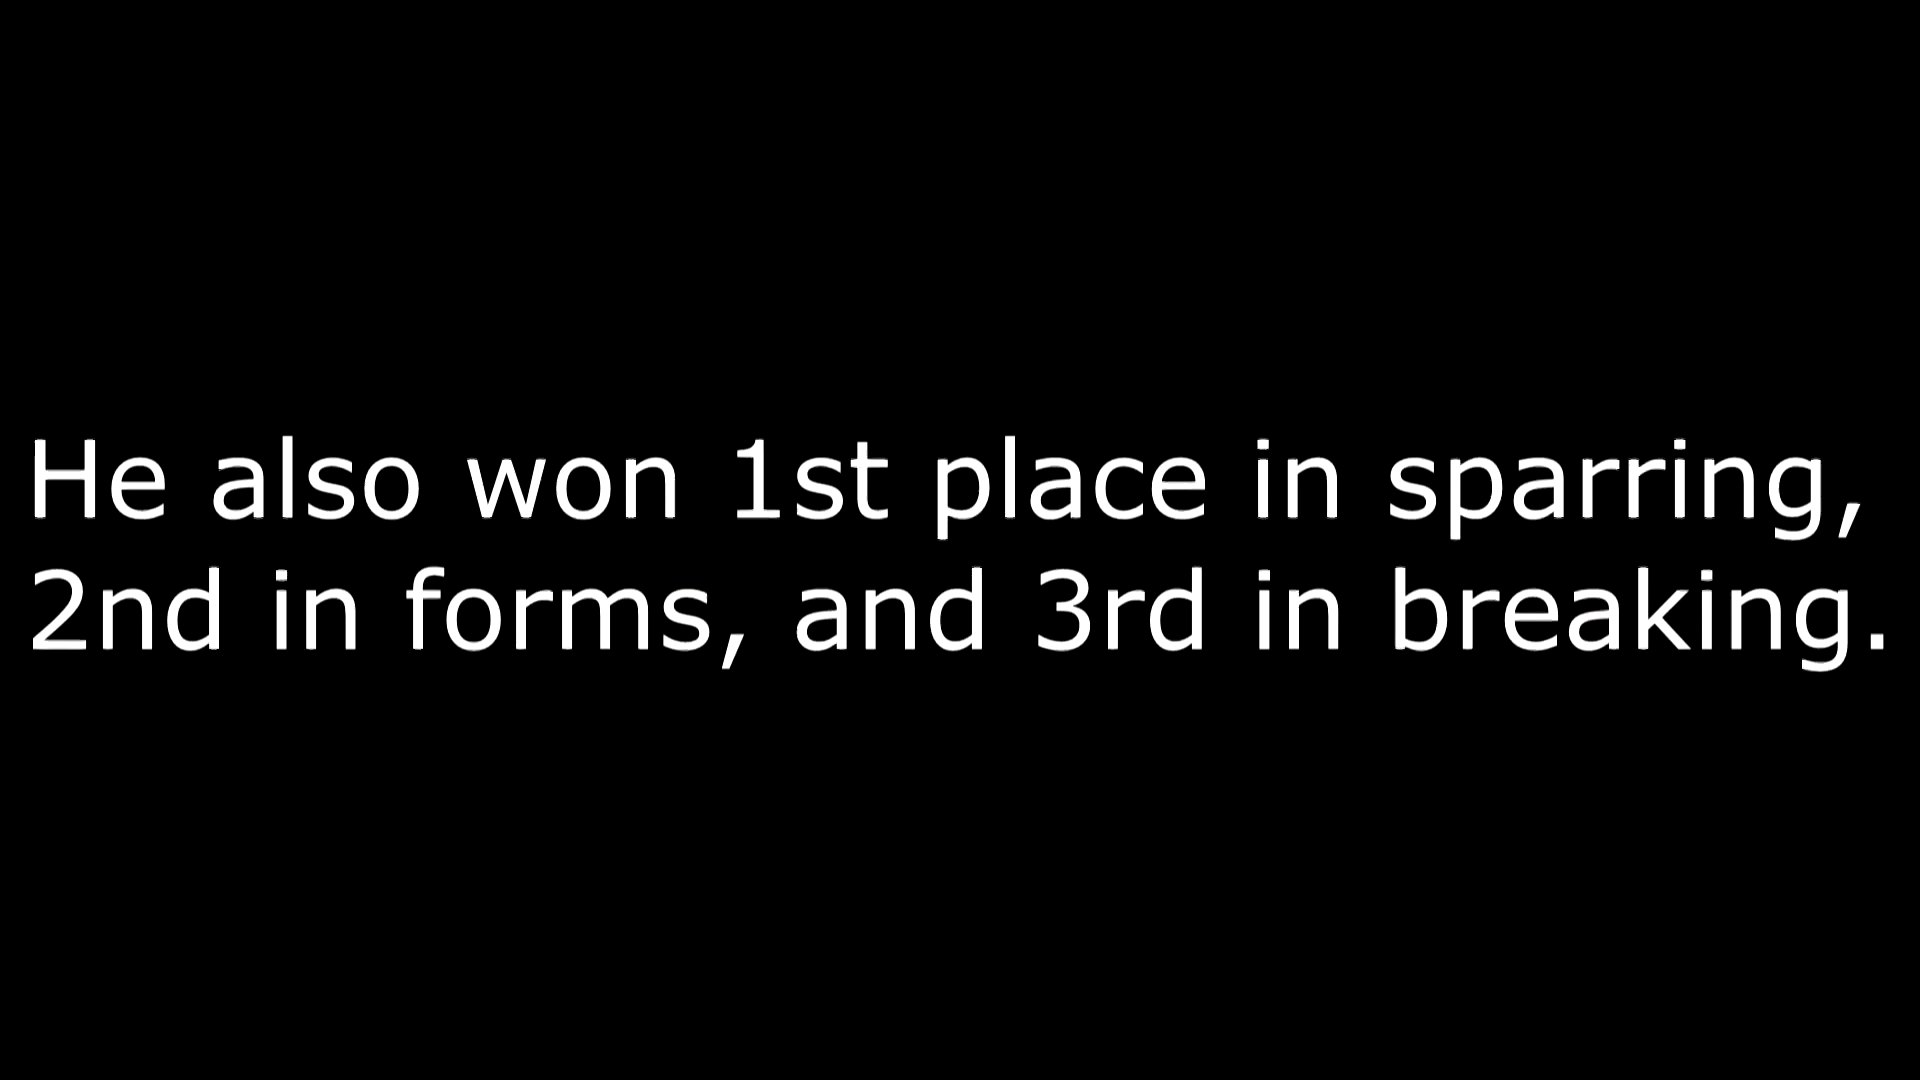 He also won 1st place in sparring,
2nd in forms, and 3rd in breaking.